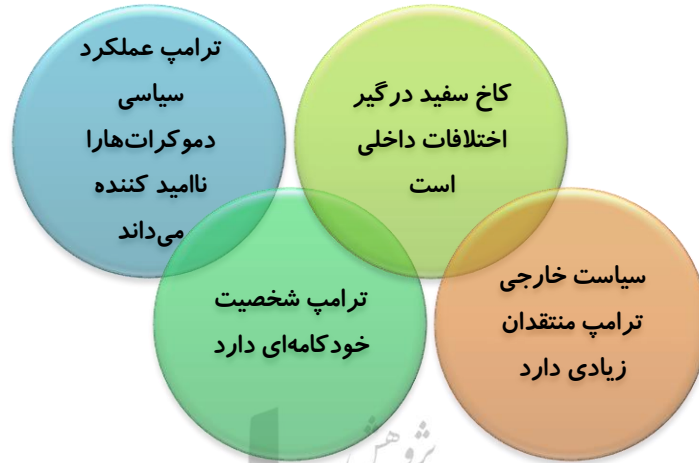 ترامپ عملکرد
سیاسی
دموکرات‌هارا
ناامید کننده
می‌داند
کاخ سفید درگیر
اختلافات داخلی
است
ترامپ شخصیت
خودکامه‌ای دارد
سیاست خارجی
ترامپ منتقدان
زیادی دارد
پژوهش